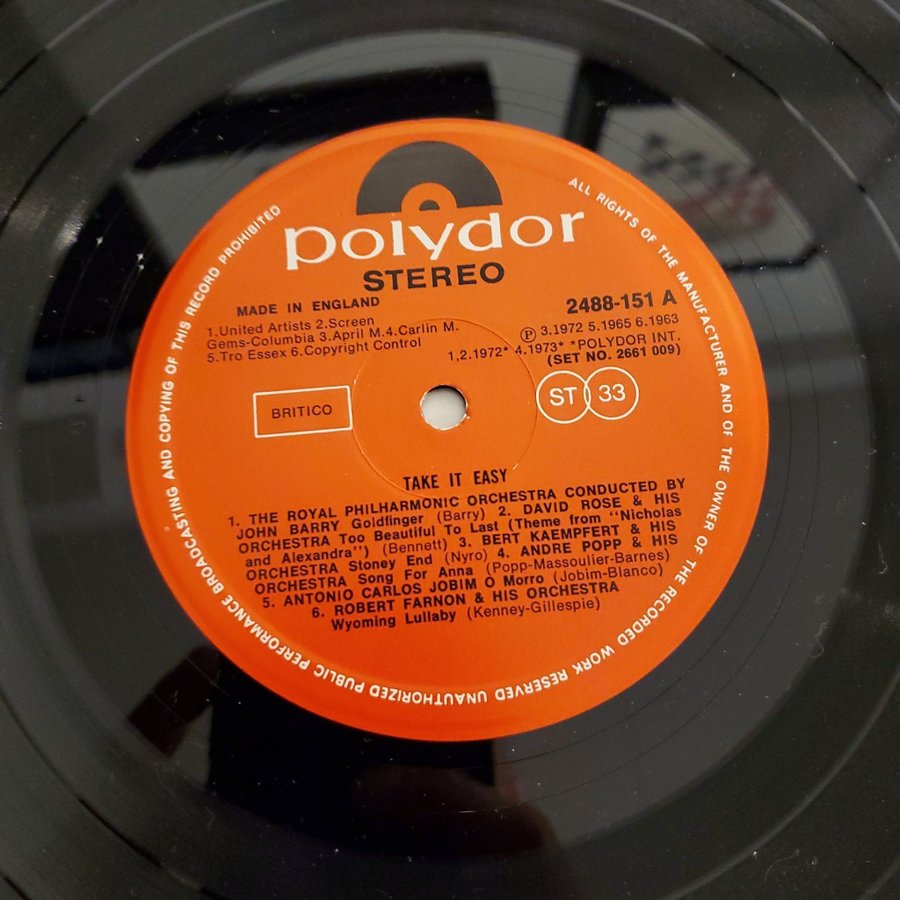 polydor
STEREO
MADE IN ENGLAND
1.United Artists 2.Screen
Gems-Columbia 3.April M.4.Carlin M.
5.Tro Essex 6.Copyright Control
2488-151 A
Ⓟ 3.1972 5.1965 6.1963
1,2.1972* 4.1973* *POLYDOR INT.
(SET NO. 2661 009)
BRITICO
ST 33
TAKE IT EASY
1. THE ROYAL PHILHARMONIC ORCHESTRA CONDUCTED BY
JOHN BARRY Goldfinger (Barry) 2. DAVID ROSE & HIS
ORCHESTRA Too Beautiful To Last (Theme from "Nicholas
and Alexandra") (Bennett) 3. BERT KAEMPFERT & HIS
ORCHESTRA Stoney End (Nyro) 4. ANDRE POPP & HIS
ORCHESTRA Song For Anna (Popp-Massoulier-Barnes)
5. ANTONIO CARLOS JOBIM O Morro (Jobim-Blanco)
6. ROBERT FARNON & HIS ORCHESTRA
Wyoming Lullaby (Kenney-Gillespie)
ALL RIGHTS OF THE MANUFACTURER AND OF THE OWNER OF THE RECORDED WORK RESERVED UNAUTHORIZED PUBLIC PERFORMANCE BROADCASTING AND COPYING OF THIS RECORD PROHIBITED